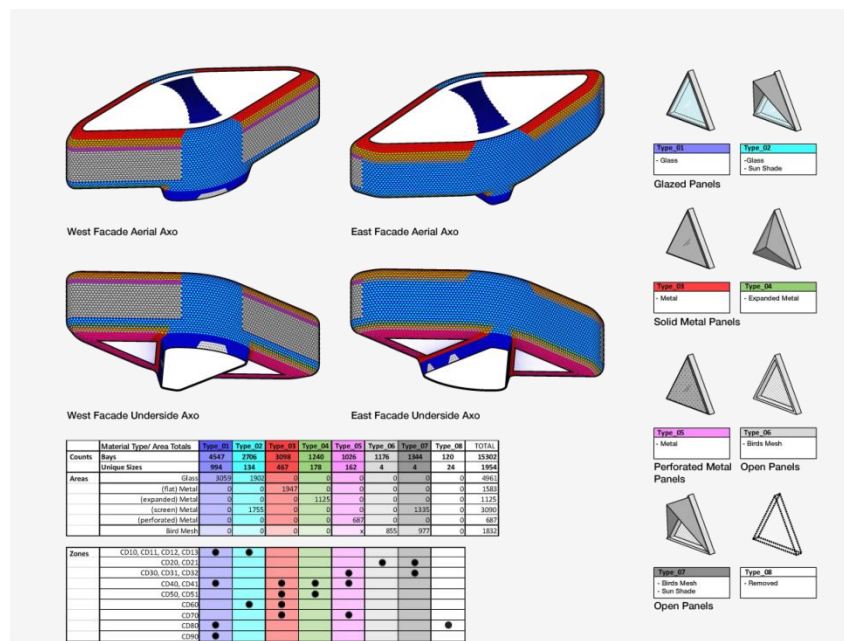 West Facade Aerial Axo
East Facade Aerial Axo
West Facade Underside Axo
East Facade Underside Axo
Type_01
- Glass
Type_02
-Glass
- Sun Shade
Glazed Panels
Type_03
- Metal
Type_04
- Expanded Metal
Solid Metal Panels
Type_05
- Metal
Type_06
- Birds Mesh
Perforated Metal
Panels
Open Panels
Type_07
- Birds Mesh
- Sun Shade
Type_08
- Removed
Open Panels
Material Type/ Area Totals Type_01 Type_02 Type_03 Type_04 Type_05 Type_06 Type_07 Type_08 TOTAL
Counts Bays 4547 2706 3098 1240 1026 1176 1344 120 15302
Unique Sizes 994 134 467 178 162 4 4 24 1954
Areas Glass 3059 1902 0 0 0 0 0 0 4961
(flat) Metal 0 0 1947 0 0 0 0 0 1583
(expanded) Metal 0 0 0 1125 0 0 0 0 1125
(screen) Metal 0 1755 0 0 0 0 1335 0 3090
(perforated) Metal 0 0 0 0 687 0 0 0 687
Bird Mesh 0 0 0 0 x 855 977 0 1832
Zones CD10, CD11, CD12, CD13
CD20, CD21
CD30, CD31, CD32
CD40, CD41
CD50, CD51
CD60
CD70
CD80
CD90